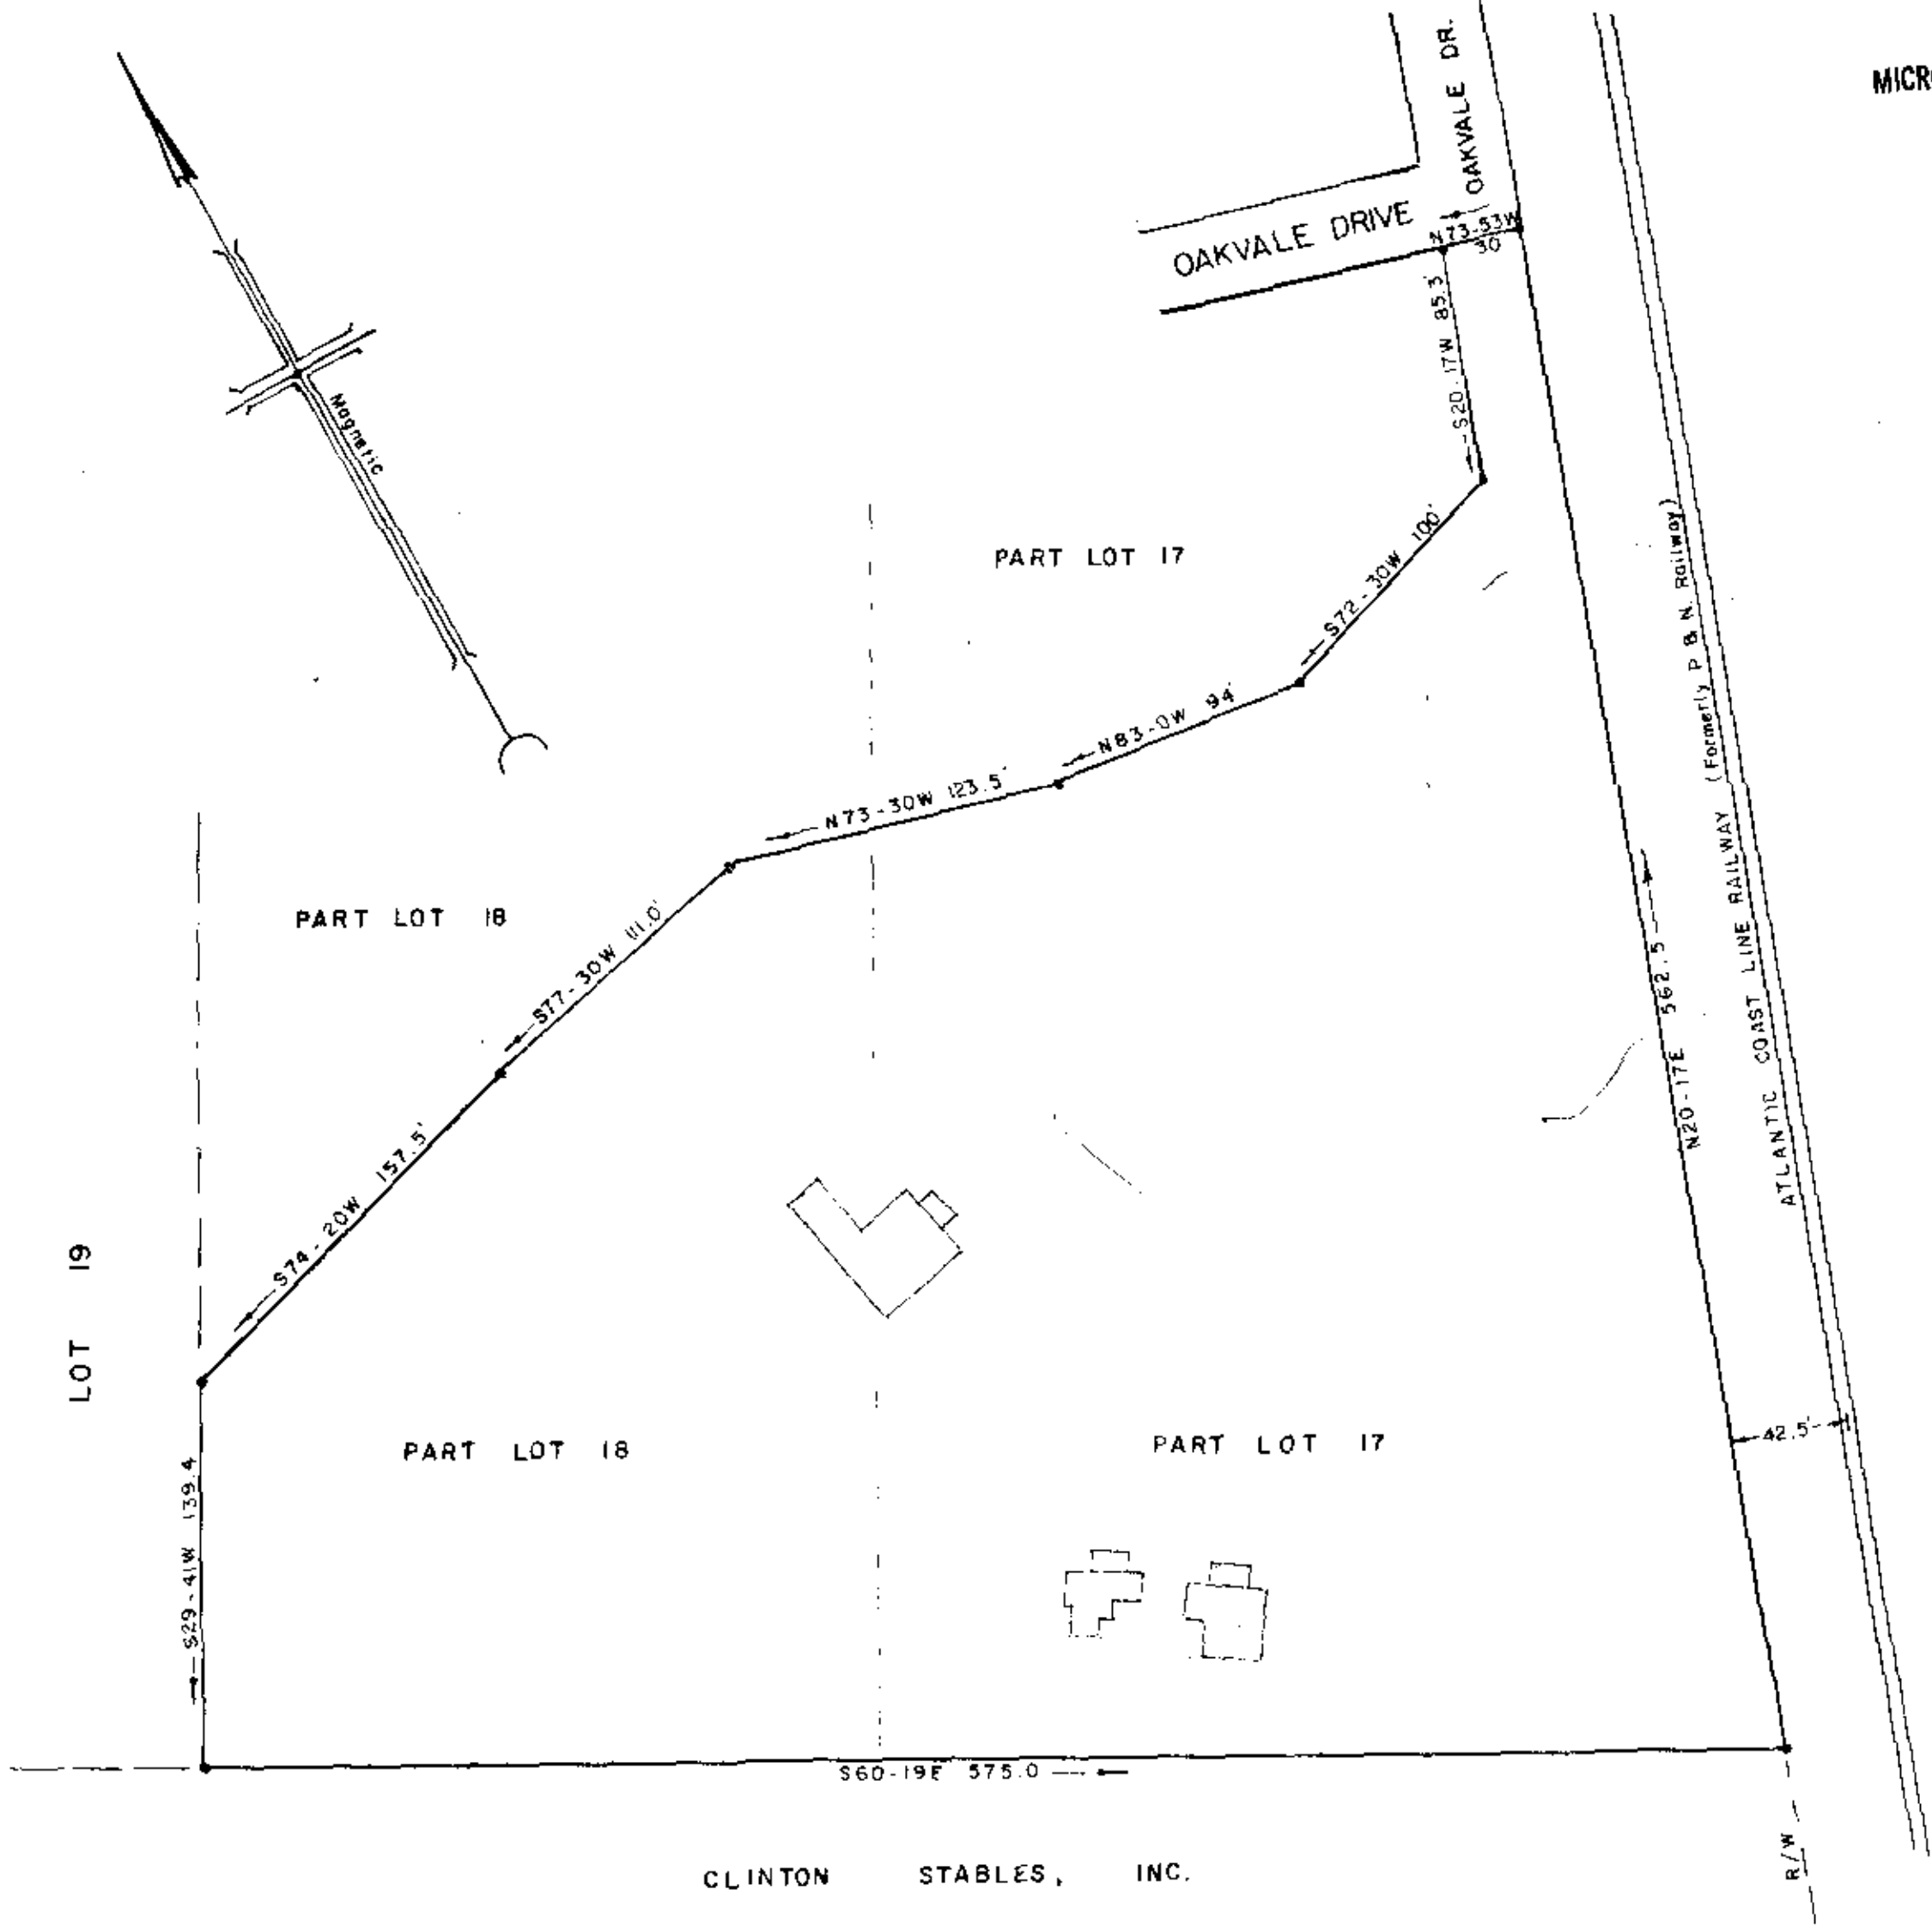 MICR
OAKVALE DR.
OAKVALE DRIVE
N73-53W
30
S20-17W 85.3'
Magnetic
S72-30W 100'
PART LOT 17
N83-0W 94'
N73-30W 123.5'
ATLANTIC COAST LINE RAILWAY (Formerly P & N. Railway)
PART LOT 18
S77-30W 111.0'
N20-17E 562.5
S74-20W 157.5'
LOT 19
42.5'
PART LOT 18
PART LOT 17
S29-41W 139.4
S60-19E 575.0
R/W
CLINTON STABLES, INC.